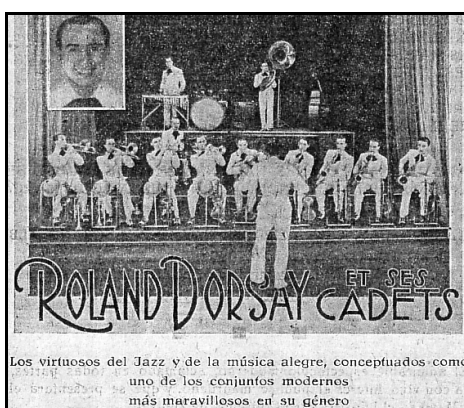 ROLAND DORSAY ET SES CADETS
Los virtuosos del Jazz y de la música alegre, conceptuados como
uno de los conjuntos modernos
más maravillosos en su género